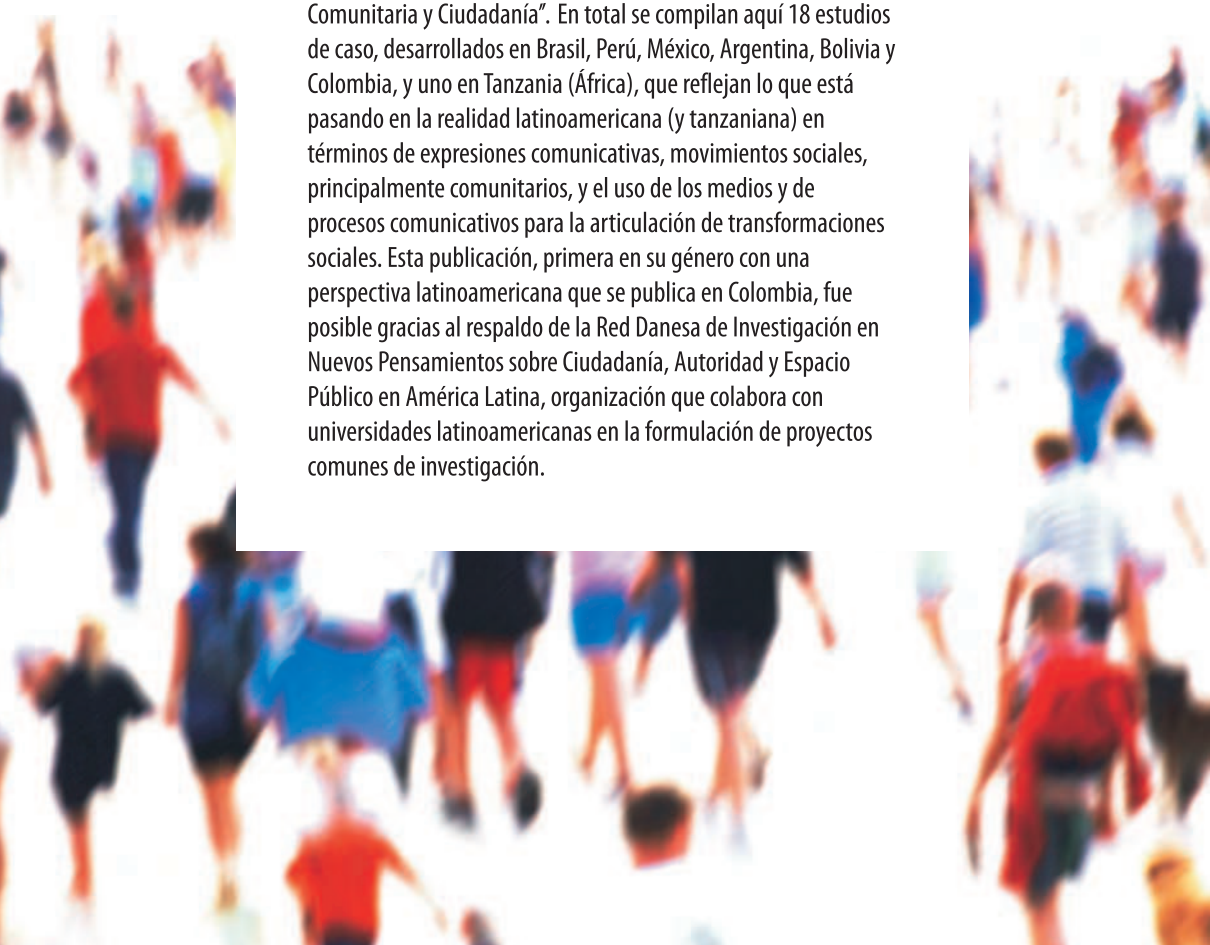 Comunitaria y Ciudadanía”. En total se compilan aquí 18 estudios
de caso, desarrollados en Brasil, Perú, México, Argentina, Bolivia y
Colombia, y uno en Tanzania (África), que reflejan lo que está
pasando en la realidad latinoamericana (y tanzaniana) en
términos de expresiones comunicativas, movimientos sociales,
principalmente comunitarios, y el uso de los medios y de
procesos comunicativos para la articulación de transformaciones
sociales. Esta publicación, primera en su género con una
perspectiva latinoamericana que se publica en Colombia, fue
posible gracias al respaldo de la Red Danesa de Investigación en
Nuevos Pensamientos sobre Ciudadanía, Autoridad y Espacio
Público en América Latina, organización que colabora con
universidades latinoamericanas en la formulación de proyectos
comunes de investigación.